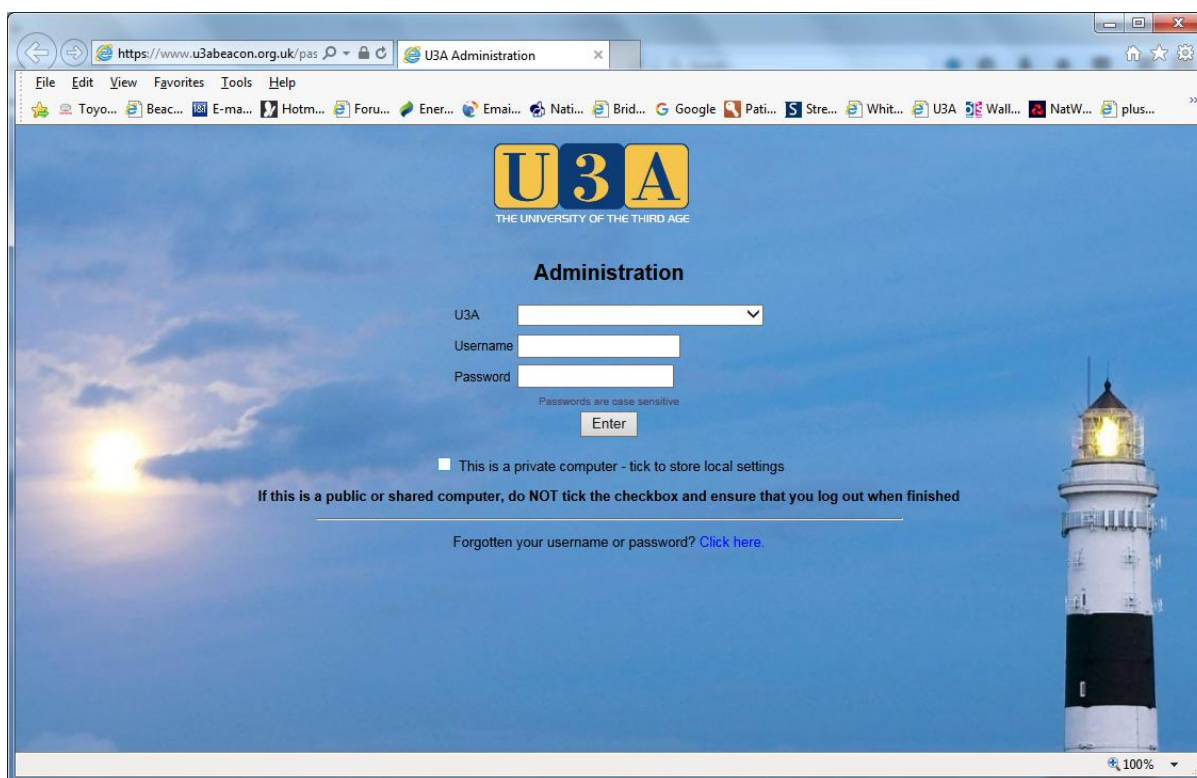 https://www.u3abeacon.org.uk/pas
U3A Administration
File Edit View Favorites Tools Help
Toyo... Beac... 1&1 E-ma... Hotm... Foru... Ener... Emai... Nati... Brid... G Google Pati... S Stre... Whit... U3A Wall... NatW... plus...
U3A
THE UNIVERSITY OF THE THIRD AGE
Administration
U3A
Username
Password
Passwords are case sensitive
Enter
This is a private computer - tick to store local settings
If this is a public or shared computer, do NOT tick the checkbox and ensure that you log out when finished
Forgotten your username or password? Click here.
100%